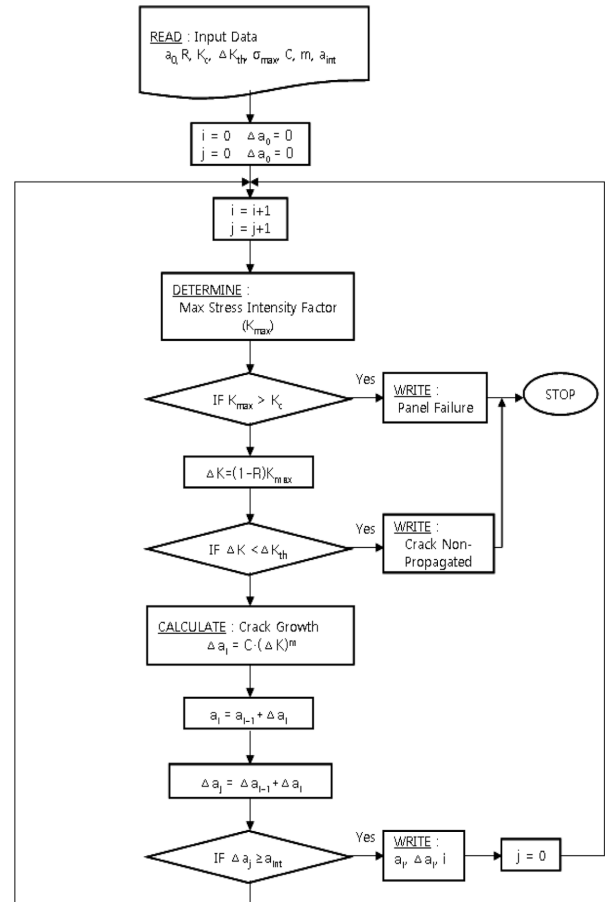 READ : Input Data
a₀, R, K꜀, ΔKₜₕ, σₘₐₓ, C, m, aᵢₙₜ
i = 0 Δa₀ = 0
j = 0 Δa₀ = 0
i = i+1
j = j+1
DETERMINE :
Max Stress Intensity Factor
(Kₘₐₓ)
IF Kₘₐₓ > K꜀
Yes
WRITE :
Panel Failure
STOP
ΔK=(1-R)Kₘₐₓ
IF ΔK < ΔKₜₕ
Yes
WRITE :
Crack Non-
Propagated
CALCULATE : Crack Growth
Δaᵢ = C·(ΔK)ᵐ
aᵢ = aᵢ₋₁ + Δaᵢ
Δaⱼ = Δaᵢ₋₁ + Δaᵢ
IF Δaⱼ ≥ aᵢₙₜ
Yes
WRITE :
aᵢ, Δaᵢ, i
j = 0